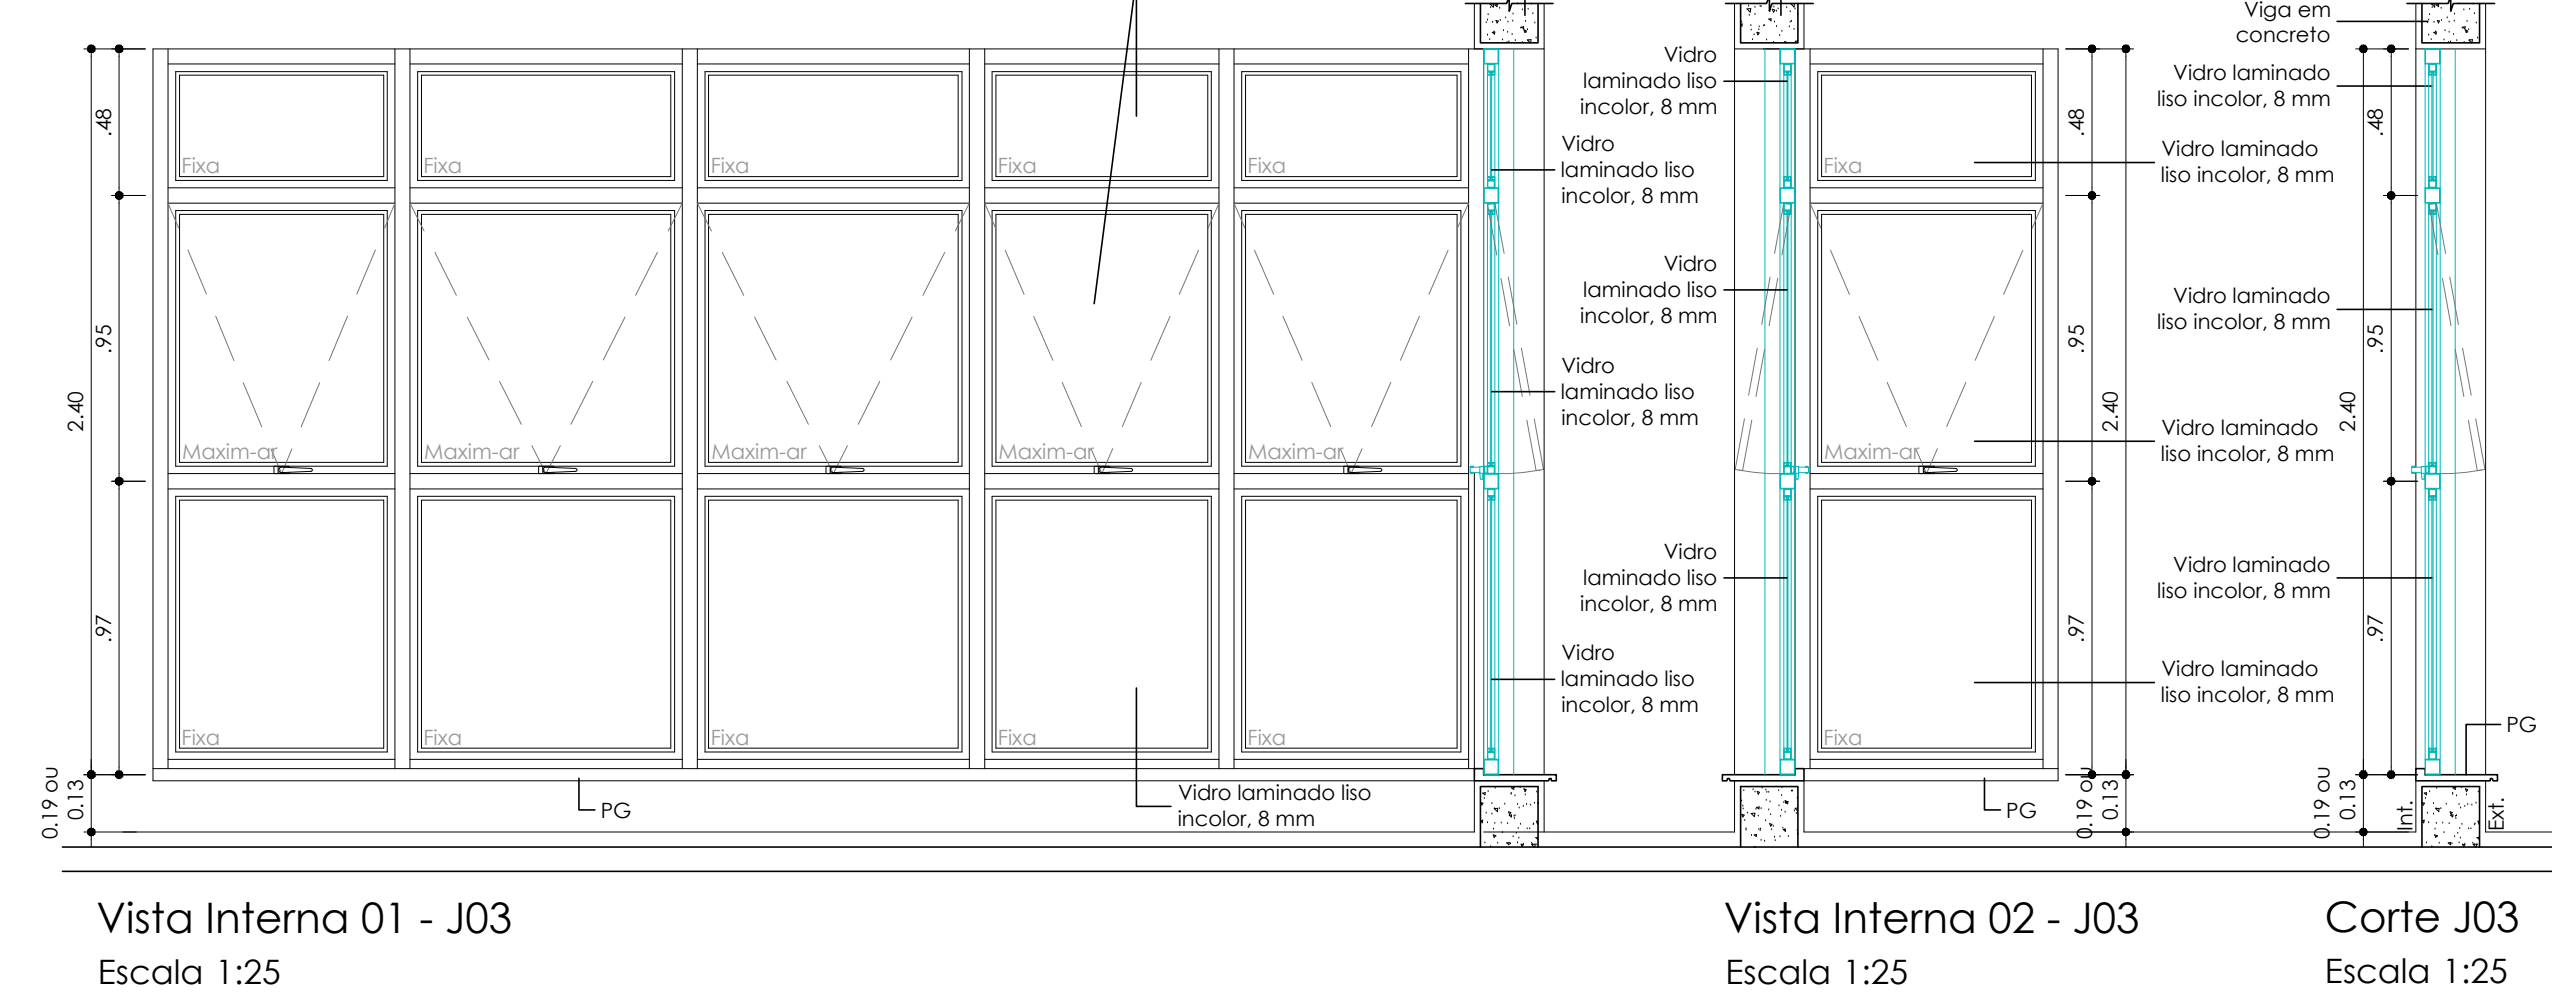 Viga em
concreto
Vidro
laminado liso
incolor, 8 mm
Vidro laminado
liso incolor, 8 mm
Vidro
laminado liso
incolor, 8 mm
Vidro laminado
liso incolor, 8 mm
.48
.48
.48
Fixa
Fixa
Fixa
Fixa
Fixa
Fixa
Vidro
laminado liso
incolor, 8 mm
Vidro laminado
liso incolor, 8 mm
.95
.95
.95
Vidro
laminado liso
incolor, 8 mm
2.40
2.40
2.40
Vidro laminado
liso incolor, 8 mm
Maxim-ar
Maxim-ar
Maxim-ar
Maxim-ar
Maxim-ar
Maxim-ar
Vidro
laminado liso
incolor, 8 mm
Vidro laminado
liso incolor, 8 mm
.97
.97
.97
Vidro
laminado liso
incolor, 8 mm
Vidro laminado
liso incolor, 8 mm
Fixa
Fixa
Fixa
Fixa
Fixa
Fixa
PG
0.19 ou
0.13
PG
Vidro laminado liso
incolor, 8 mm
PG
0.19 ou
0.13
0.19 ou
0.13
Int.
Ext.
Vista Interna 01 - J03
Escala 1:25
Vista Interna 02 - J03
Escala 1:25
Corte J03
Escala 1:25